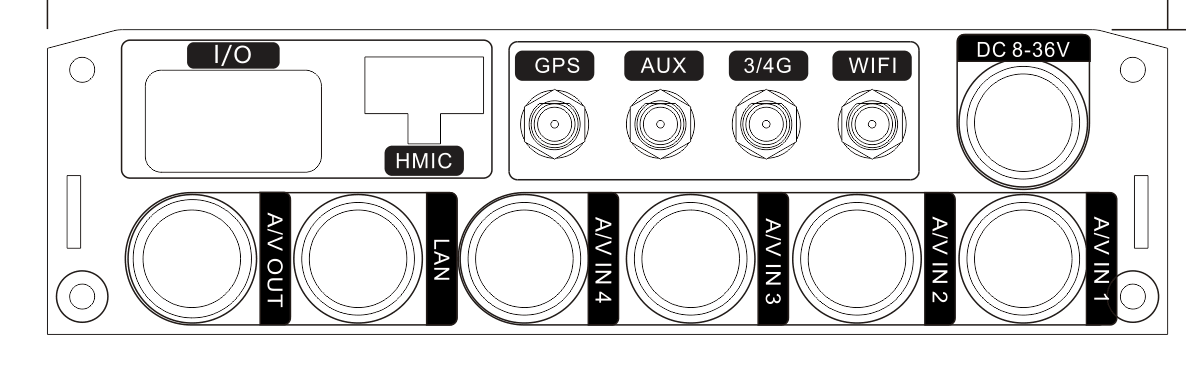 I/O
HMIC
GPS
AUX
3/4G
WIFI
DC 8-36V
A/V OUT
LAN
A/V IN 4
A/V IN 3
A/V IN 2
A/V IN 1